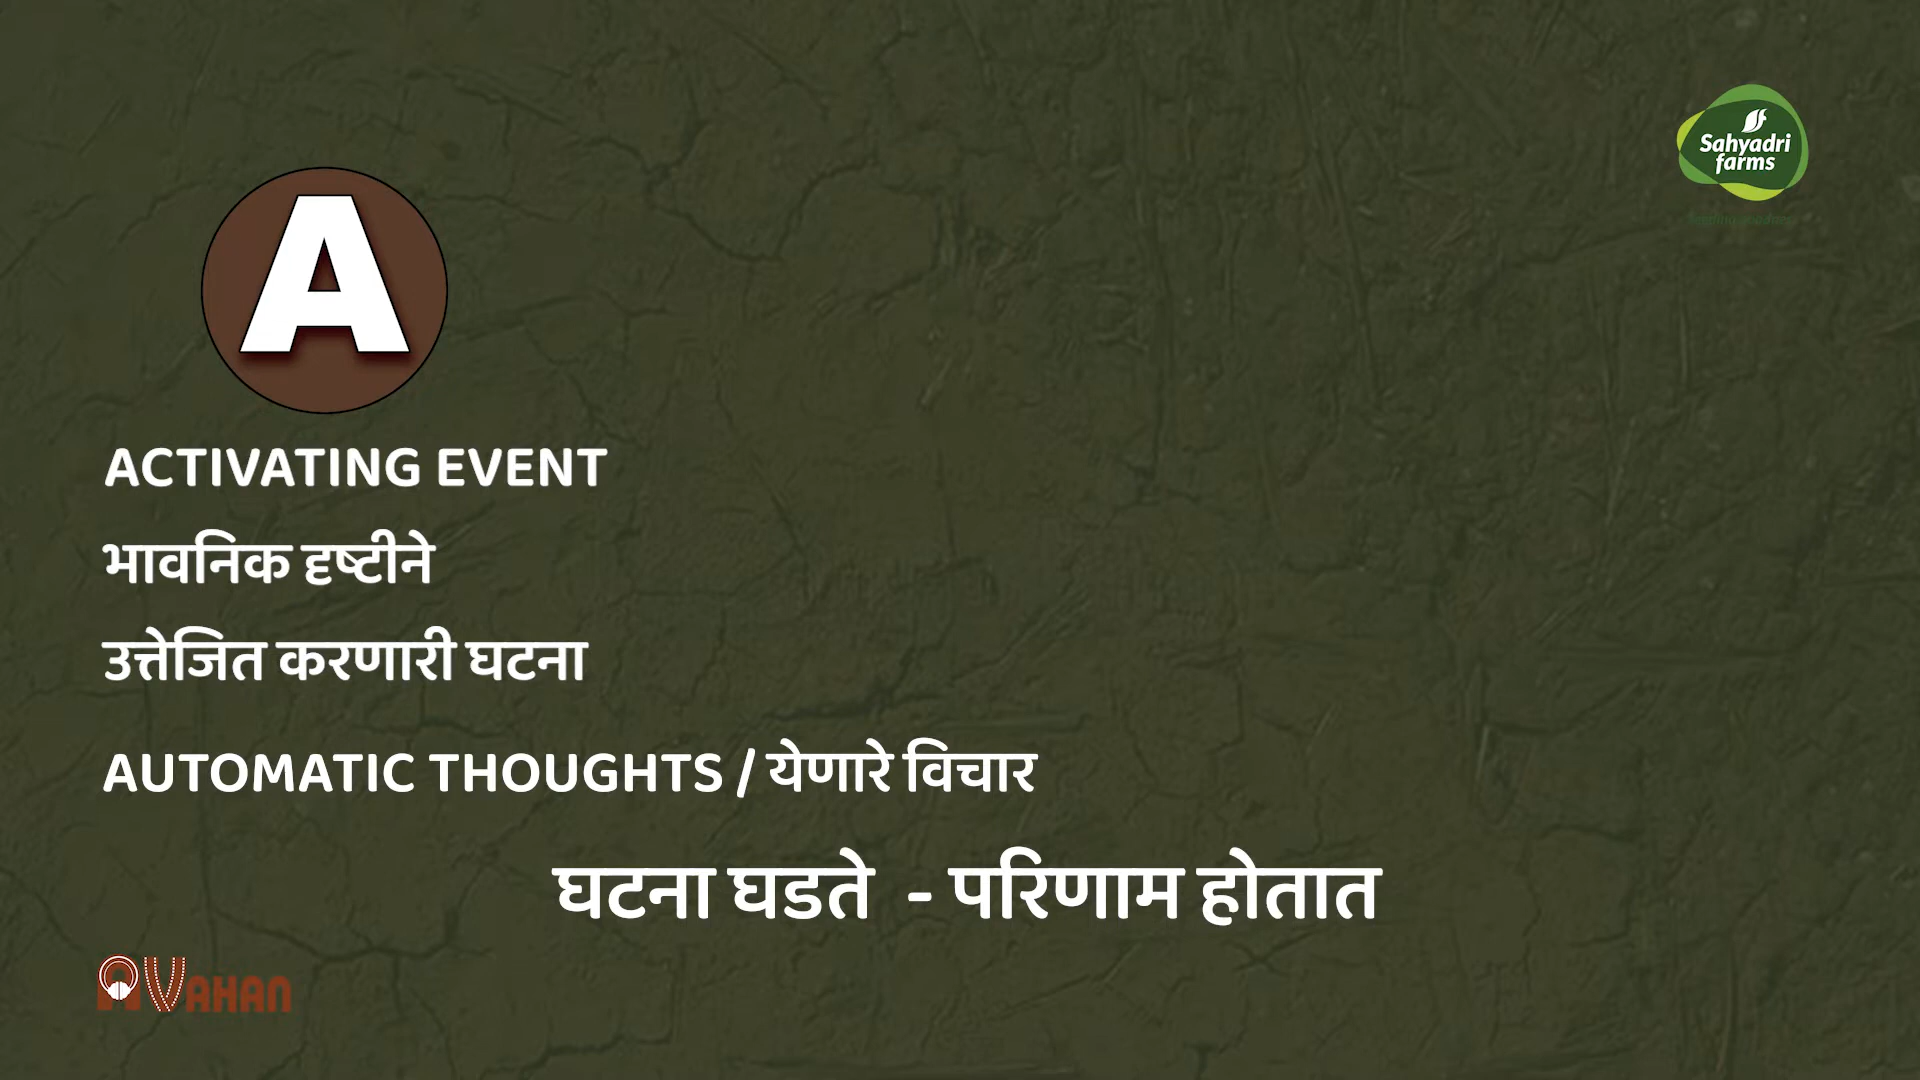 Sahyadri
farms
A
ACTIVATING EVENT
भावनिक दृष्टीने
उत्तेजित करणारी घटना
AUTOMATIC THOUGHTS / येणारे विचार
घटना घडते - परिणाम होतात
AVAHAN